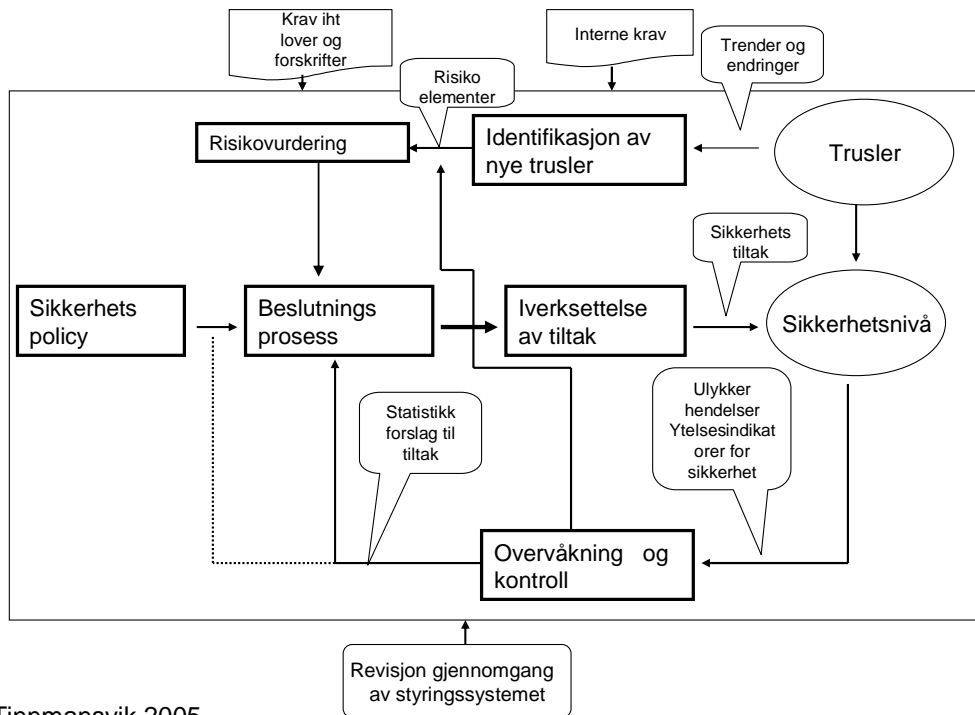 Krav iht
lover og
forskrifter
Interne krav
Trender og
endringer
Risiko
elementer
Risikovurdering
Identifikasjon av
nye trusler
Trusler
Sikkerhets
tiltak
Sikkerhets
policy
Beslutnings
prosess
Iverksettelse
av tiltak
Sikkerhetsnivå
Statistikk
forslag til
tiltak
Ulykker
hendelser
Ytelsesindikat
orer for
sikkerhet
Overvåkning og
kontroll
Revisjon gjennomgang
av styringssystemet